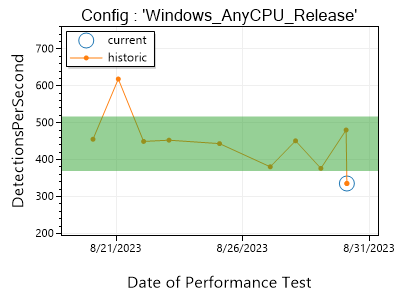 Config : 'Windows_AnyCPU_Release'
current
historic
DetectionsPerSecond
700
600
500
400
300
200
8/21/2023
8/26/2023
8/31/2023
Date of Performance Test